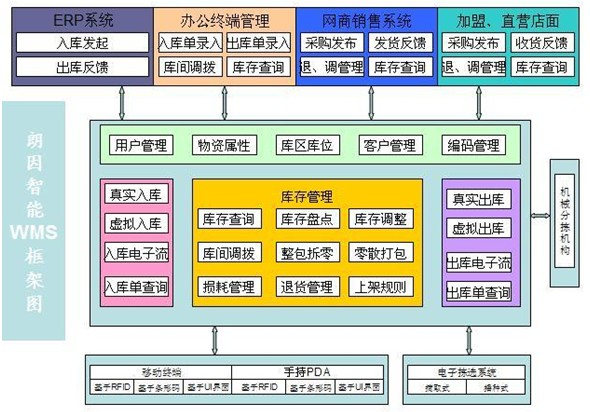 ERP系统
入库发起
出库反馈
办公终端管理
入库单录入
出库单录入
库间调拨
库存查询
网商销售系统
采购发布
发货反馈
退、调管理
库存查询
加盟、直营店面
采购发布
收货反馈
退、调管理
库存查询
朗因智能WMS框架图
用户管理
物资属性
库区库位
客户管理
编码管理
真实入库
虚拟入库
入库电子流
入库单查询
库存管理
库存查询
库存盘点
库存调整
库间调拨
整包拆零
零散打包
损耗管理
退货管理
上架规则
真实出库
虚拟出库
出库电子流
出库单查询
机械分拣机构
移动终端
基于RFID
基于条形码
基于UI界面
手持PDA
基于RFID
基于条形码
基于UI界面
电子拣选系统
摘取式
播种式